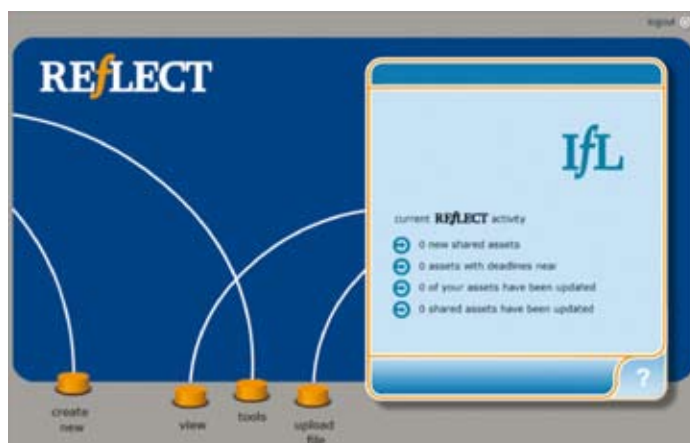 logout
REfLECT
IfL
current REfLECT activity
0 new shared assets
0 assets with deadlines near
0 of your assets have been updated
0 shared assets have been updated
?
create
new
view
tools
upload
file